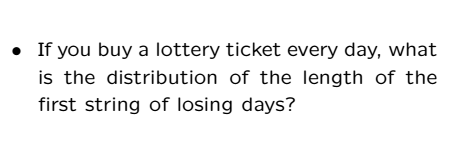 • If you buy a lottery ticket every day, what
is the distribution of the length of the
first string of losing days?